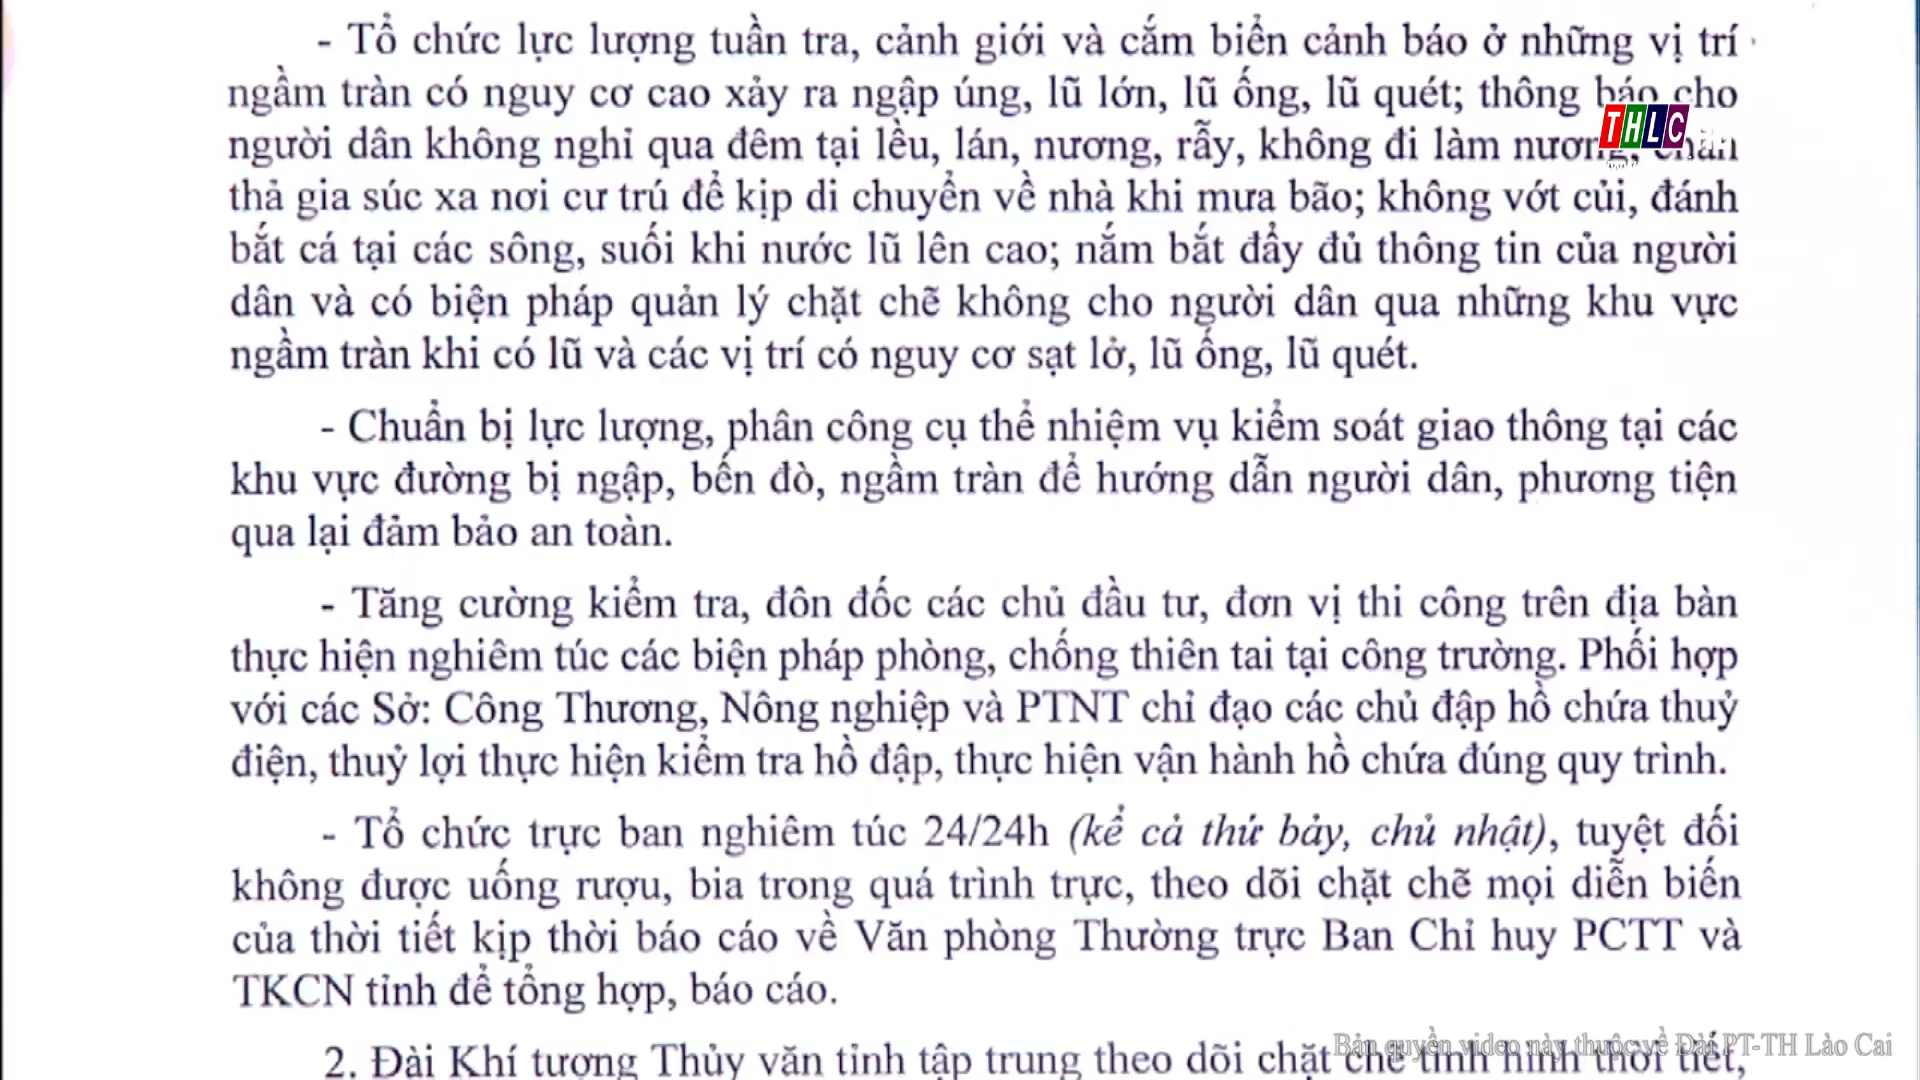 - Tổ chức lực lượng tuần tra, cảnh giới và cắm biển cảnh báo ở những vị trí
ngầm tràn có nguy cơ cao xảy ra ngập úng, lũ lớn, lũ ống, lũ quét; thông báo cho
THLC
người dân không nghỉ qua đêm tại lều, lán, nương, rẫy, không đi làm nương, chăn
thả gia súc xa nơi cư trú để kịp di chuyển về nhà khi mưa bão; không vớt củi, đánh
bắt cá tại các sông, suối khi nước lũ lên cao; nắm bắt đẩy đủ thông tin của người
dân và có biện pháp quản lý chặt chẽ không cho người dân qua những khu vực
ngầm tràn khi có lũ và các vị trí có nguy cơ sạt lở, lũ ống, lũ quét.
- Chuẩn bị lực lượng, phân công cụ thể nhiệm vụ kiểm soát giao thông tại các
khu vực đường bị ngập, bến đò, ngầm tràn để hướng dẫn người dân, phương tiện
qua lại đảm bảo an toàn.
- Tăng cường kiểm tra, đôn đốc các chủ đầu tư, đơn vị thi công trên địa bàn
thực hiện nghiêm túc các biện pháp phòng, chống thiên tai tại công trường. Phối hợp
với các Sở: Công Thương, Nông nghiệp và PTNT chỉ đạo các chủ đập hồ chứa thuỷ
điện, thuỷ lợi thực hiện kiểm tra hồ đập, thực hiện vận hành hồ chứa đúng quy trình.
- Tổ chức trực ban nghiêm túc 24/24h (kể cả thứ bảy, chủ nhật), tuyệt đối
không được uống rượu, bia trong quá trình trực, theo dõi chặt chẽ mọi diễn biến
của thời tiết kịp thời báo cáo về Văn phòng Thường trực Ban Chỉ huy PCTT và
TKCN tỉnh để tổng hợp, báo cáo.
2. Đài Khí tượng Thủy văn tỉnh tập trung theo dõi chặt chẽ tình hình thời tiết,
Bản quyền video này thuộc về Đài PT-TH Lào Cai